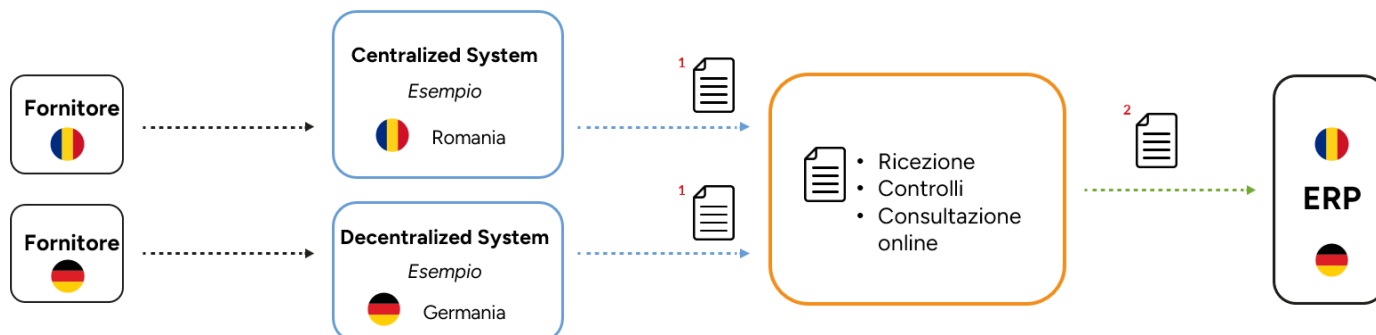 Fornitore
Centralized System
Esempio
Romania
1
Fornitore
Decentralized System
Esempio
Germania
1
• Ricezione
• Controlli
• Consultazione
online
2
ERP